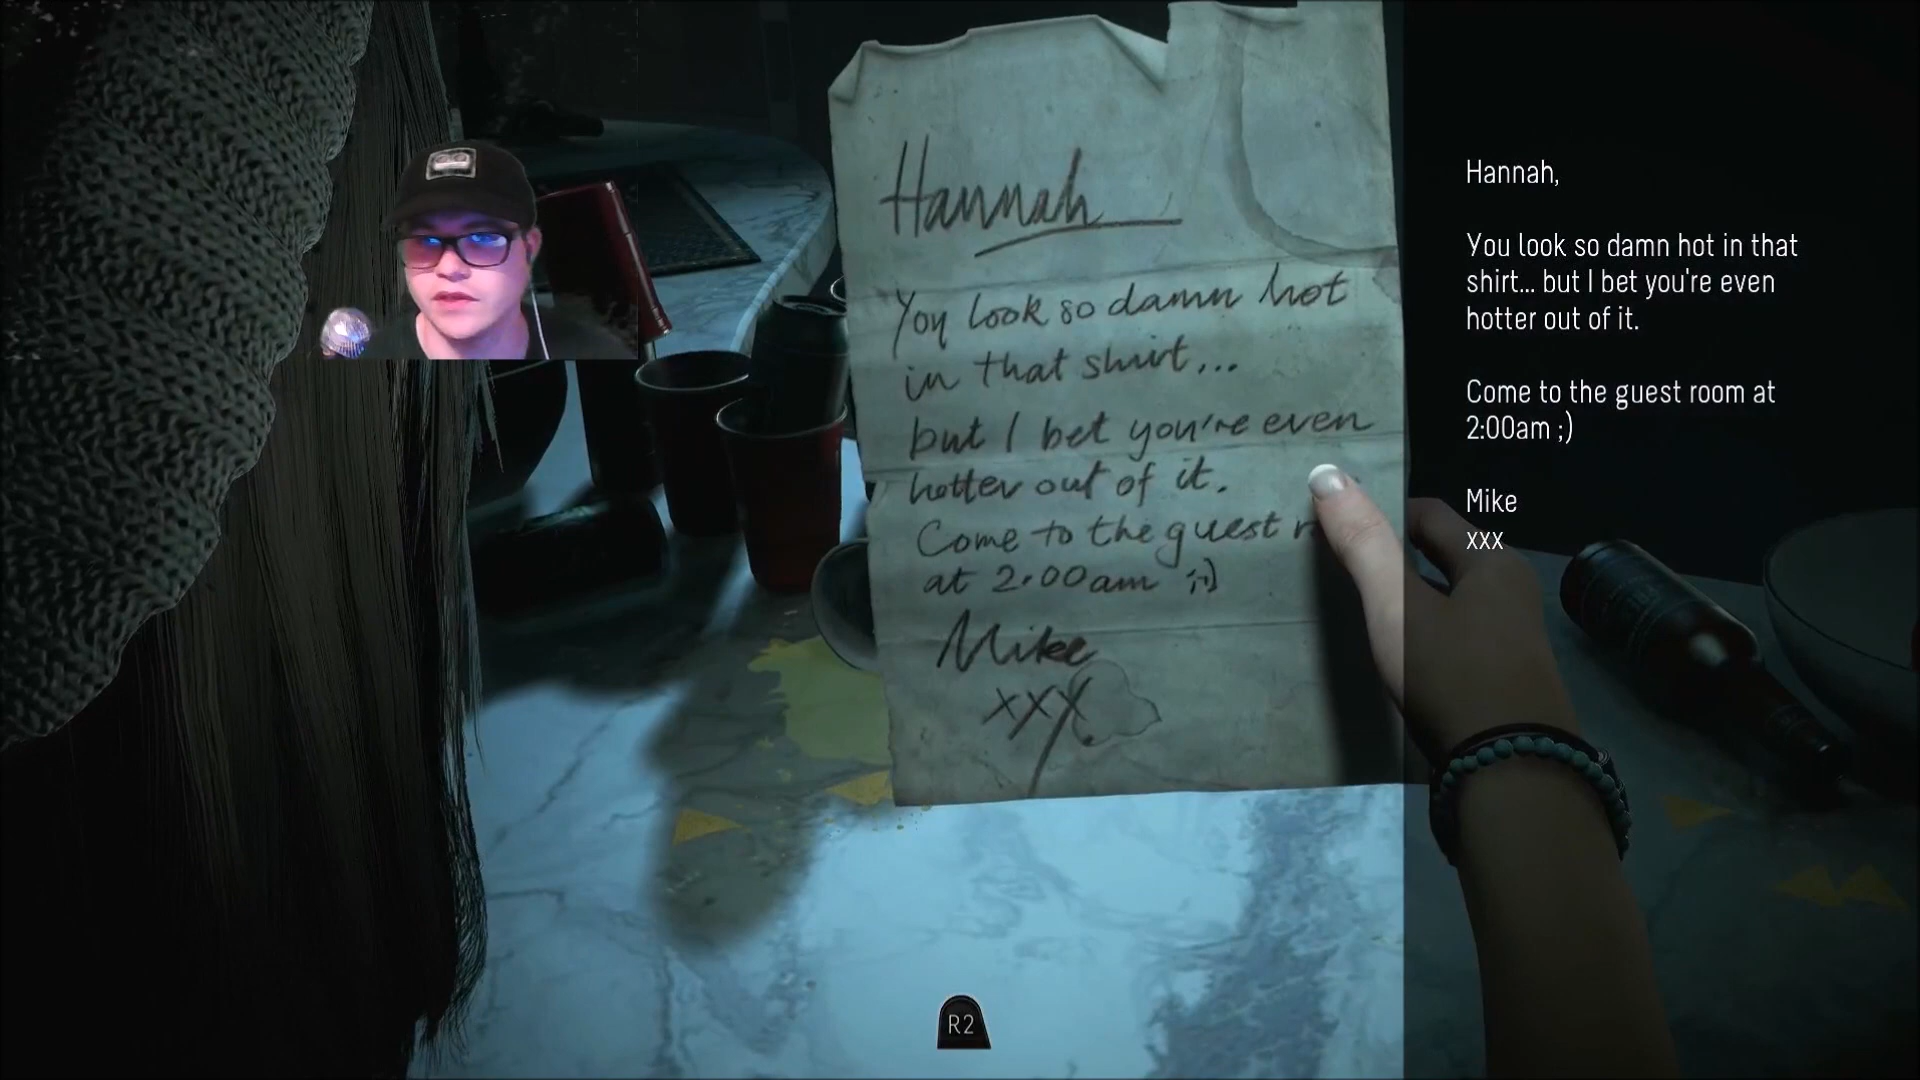 Hannah
You look so damn hot
in that shirt...
but I bet you're even
hotter out of it.
Come to the guest r
at 2.00am ;)
Mike
xxx
Hannah,
You look so damn hot in that
shirt... but I bet you're even
hotter out of it.
Come to the guest room at
2:00am ;)
Mike
xxx
R2